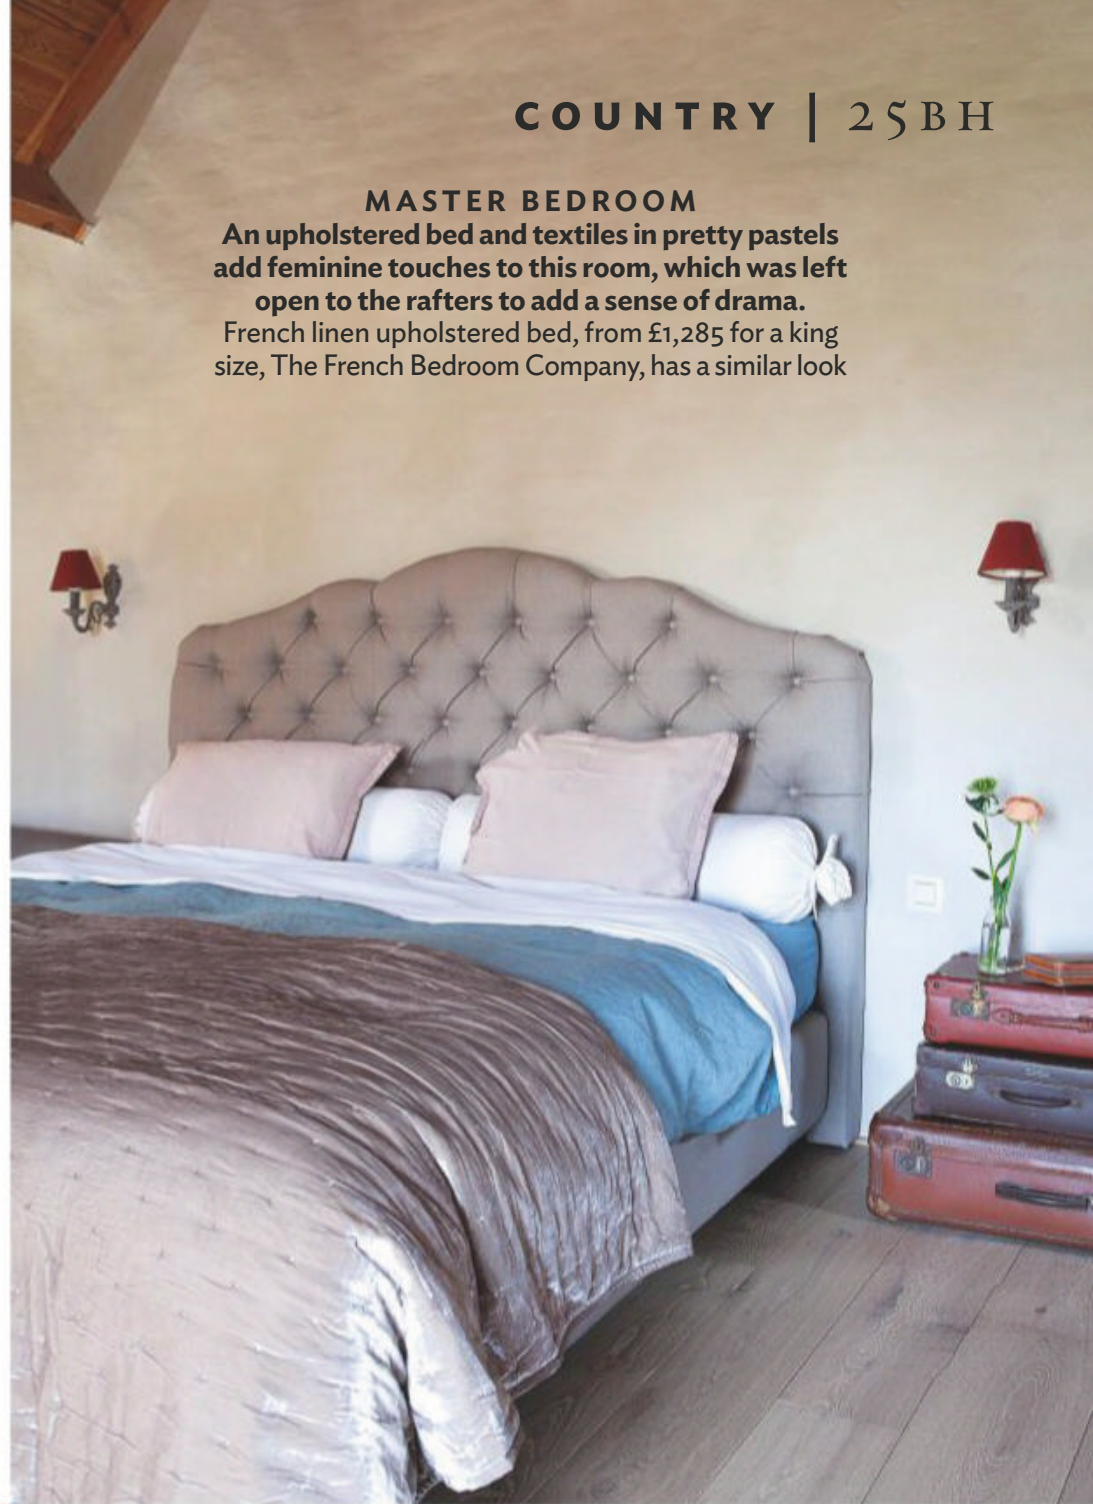 COUNTRY | 25BH
MASTER BEDROOM
An upholstered bed and textiles in pretty pastels
add feminine touches to this room, which was left
open to the rafters to add a sense of drama.
French linen upholstered bed, from £1,285 for a king
size, The French Bedroom Company, has a similar look